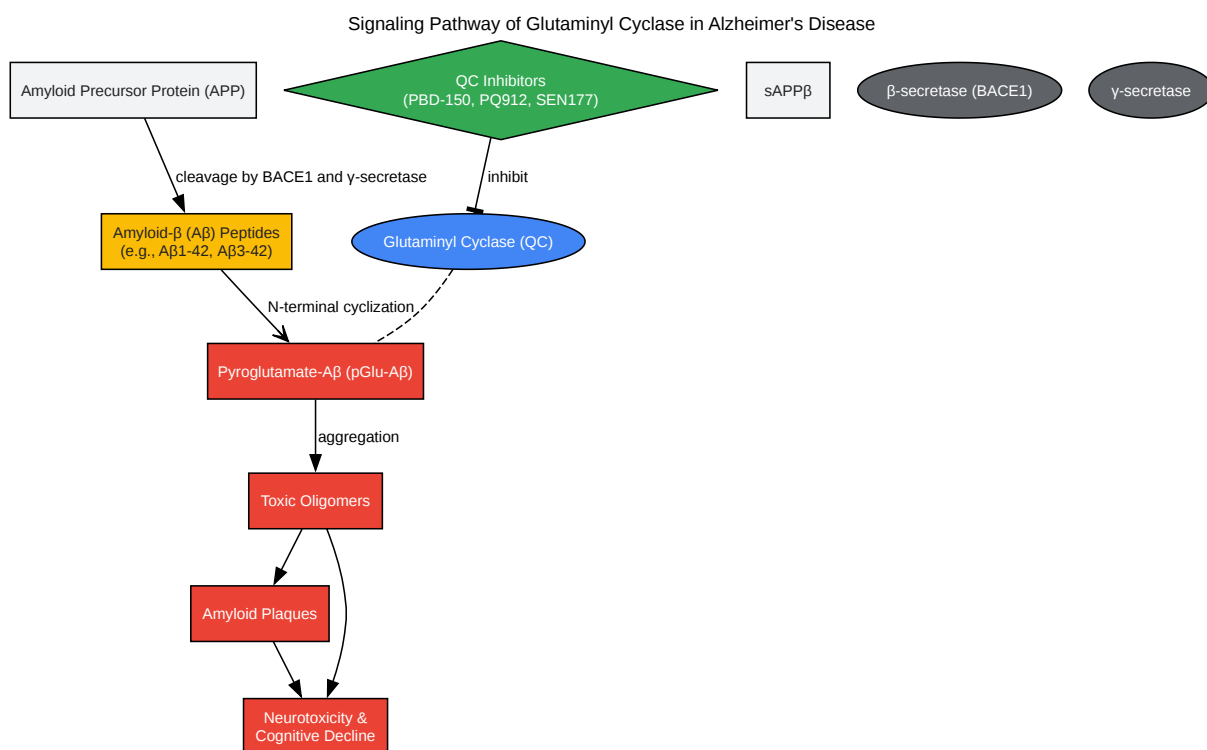 Signaling Pathway of Glutaminyl Cyclase in Alzheimer's Disease
Amyloid Precursor Protein (APP)
QC Inhibitors
(PBD-150, PQ912, SEN177)
sAPPβ
β-secretase (BACE1)
γ-secretase
cleavage by BACE1 and γ-secretase
inhibit
Amyloid-β (Aβ) Peptides
(e.g., Aβ1-42, Aβ3-42)
Glutaminyl Cyclase (QC)
N-terminal cyclization
Pyroglutamate-Aβ (pGlu-Aβ)
aggregation
Toxic Oligomers
Amyloid Plaques
Neurotoxicity &
Cognitive Decline